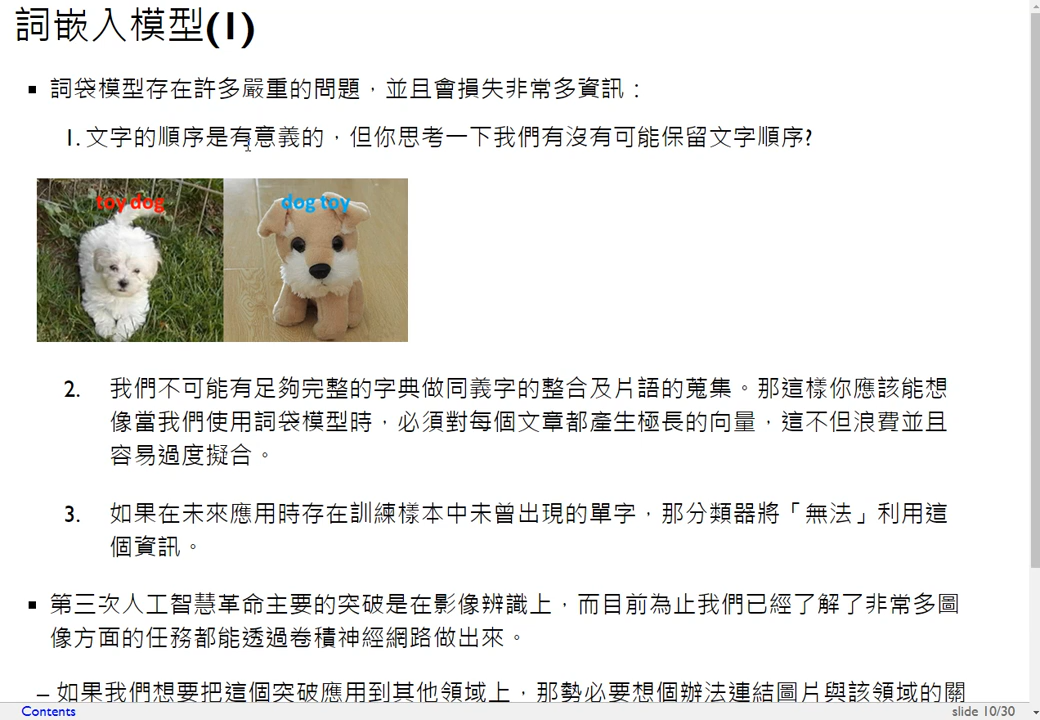 詞嵌入模型(1)
▪ 詞袋模型存在許多嚴重的問題，並且會損失非常多資訊：
1. 文字的順序是有意義的，但你思考一下我們有沒有可能保留文字順序?
toy dog
dog toy
2. 我們不可能有足夠完整的字典做同義字的整合及片語的蒐集。那這樣你應該能想
像當我們使用詞袋模型時，必須對每個文章都產生極長的向量，這不但浪費並且
容易過度擬合。
3. 如果在未來應用時存在訓練樣本中未曾出現的單字，那分類器將「無法」利用這
個資訊。
▪ 第三次人工智慧革命主要的突破是在影像辨識上，而目前為止我們已經了解了非常多圖
像方面的任務都能透過卷積神經網路做出來。
– 如果我們想要把這個突破應用到其他領域上，那勢必要想個辦法連結圖片與該領域的關
Contents
slide 10/30